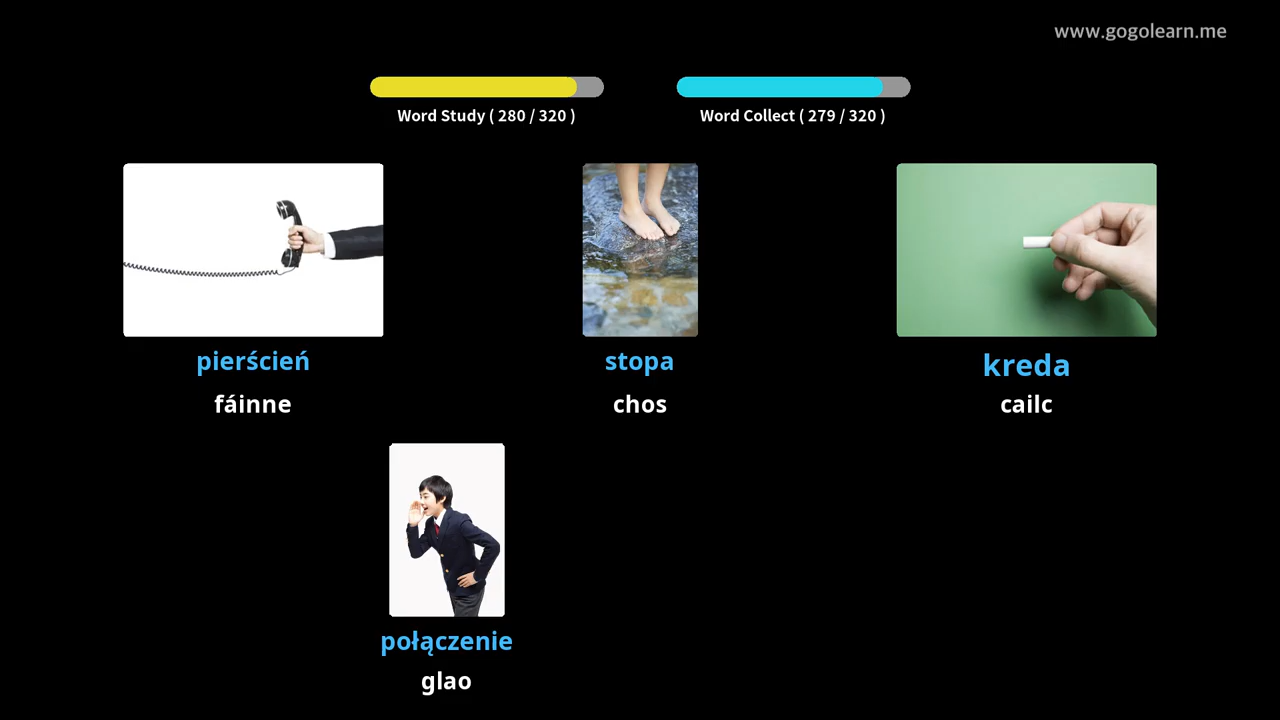 www.gogolearn.me
Word Study ( 280 / 320 )
Word Collect ( 279 / 320 )
pierścień
fáinne
stopa
chos
kreda
cailc
połączenie
glao